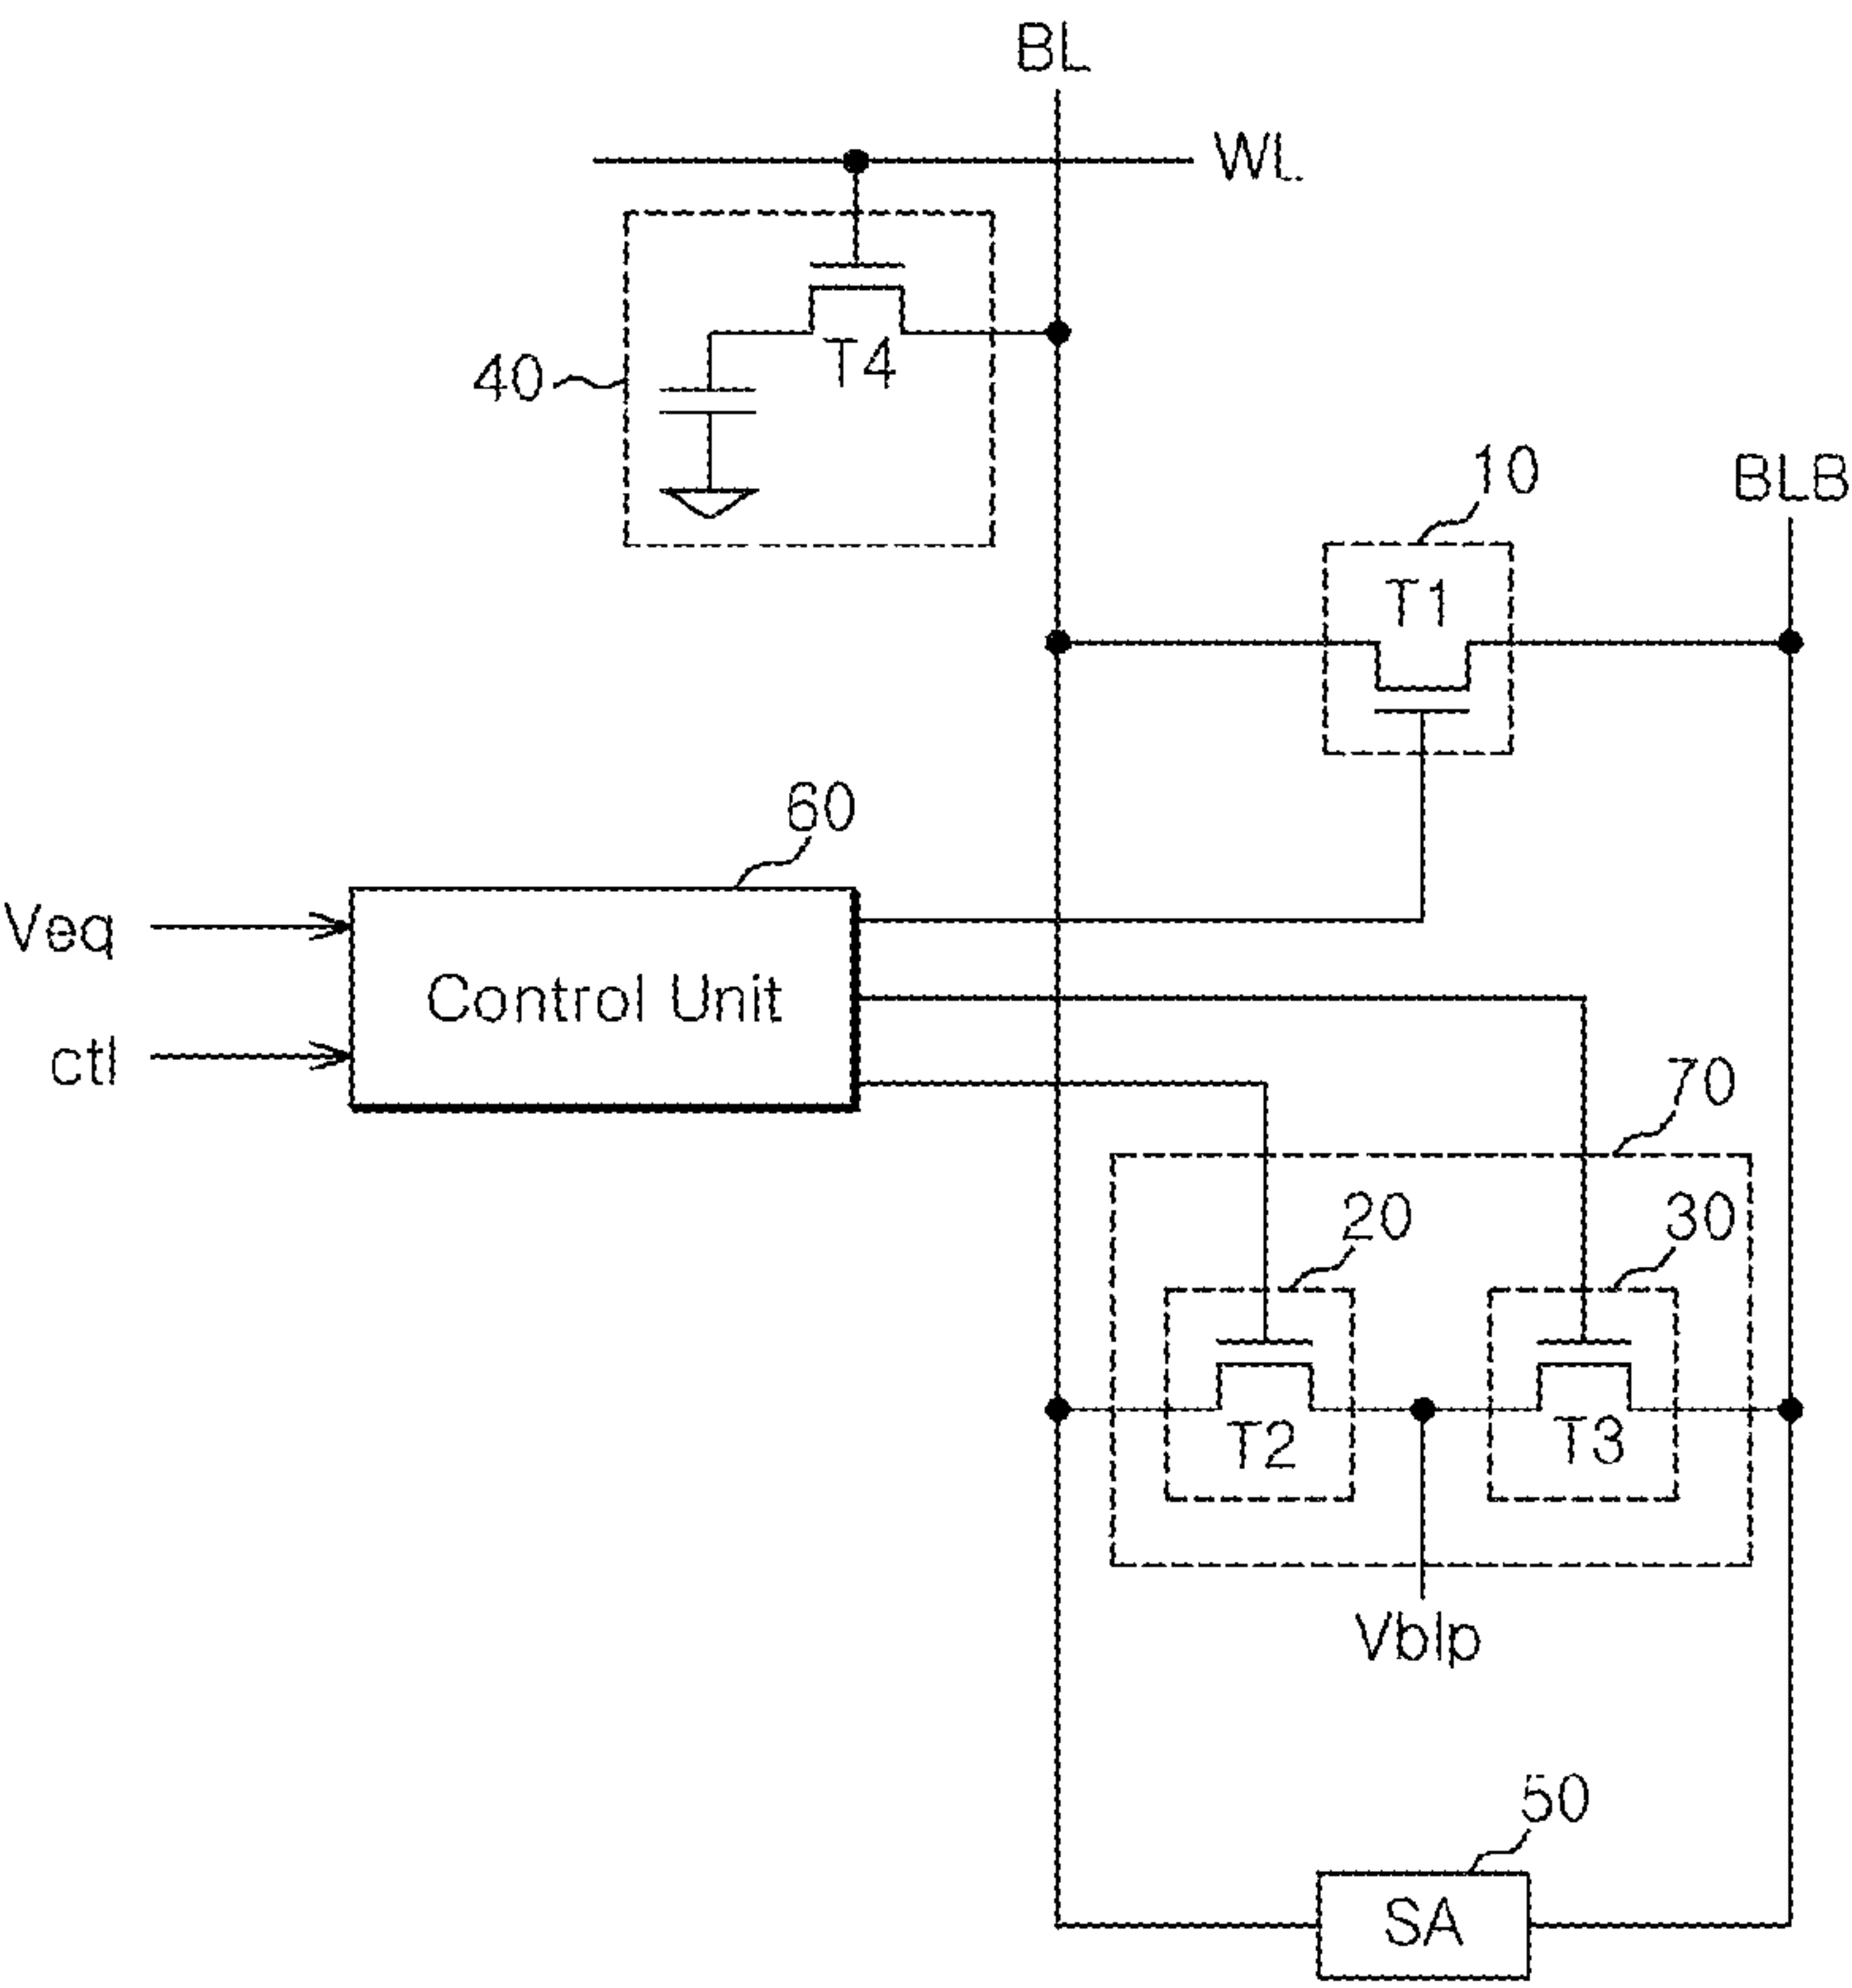 BL
WL
T4
40
10
BLB
T1
60
Veq
Control Unit
ctl
70
20
30
T2
T3
Vblp
50
SA